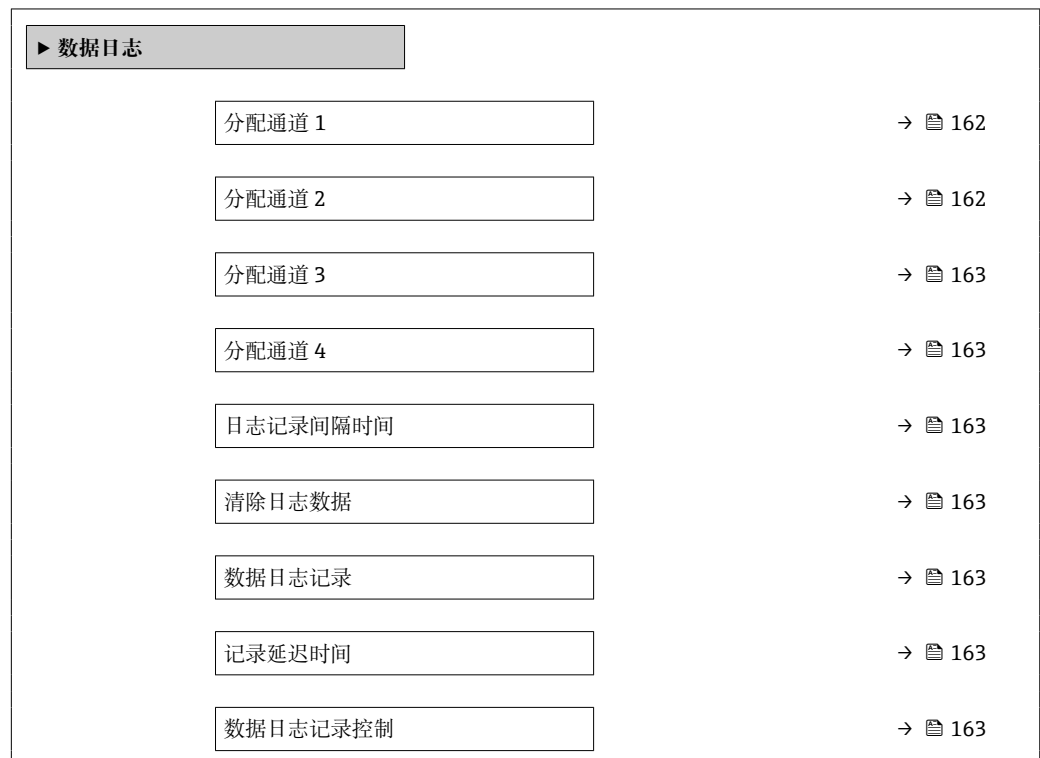 ▶ 数据日志
分配通道 1 → 162
分配通道 2 → 162
分配通道 3 → 163
分配通道 4 → 163
日志记录间隔时间 → 163
清除日志数据 → 163
数据日志记录 → 163
记录延迟时间 → 163
数据日志记录控制 → 163